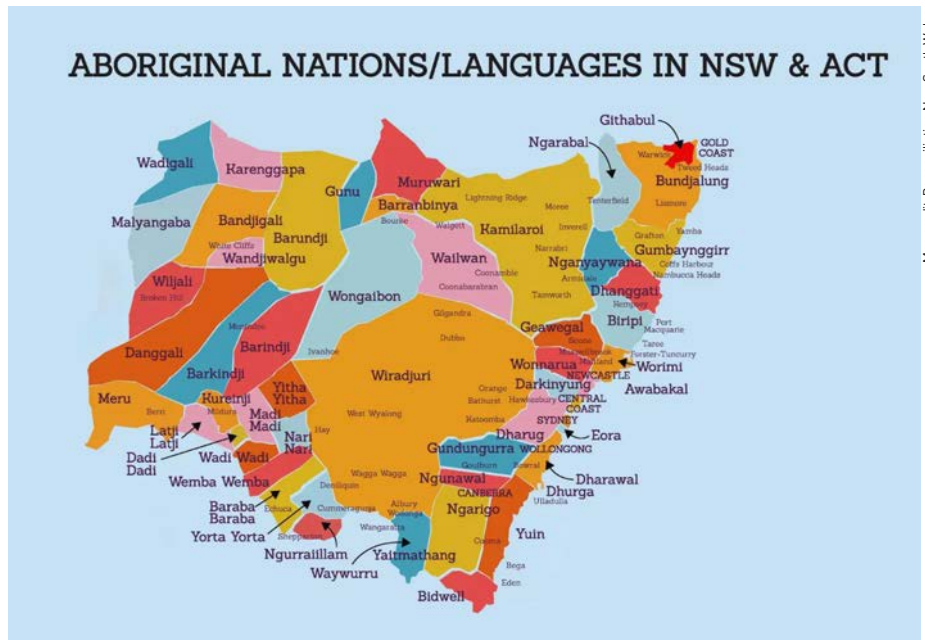 ABORIGINAL NATIONS/LANGUAGES IN NSW & ACT
Githabul
GOLD
COAST
Ngarabal
Warwick
Tweed Heads
Bundjalung
Wadigali
Karenggapa
Gunu
Muruwari
Barranbinya
Lightning Ridge
Moree
Tenterfield
Lismore
Malyangaba
Bandjigali
Barundji
Bourke
Walgett
Kamilaroi
Inverell
Grafton
Yamba
White Cliffs
Wandjiwalgu
Wailwan
Narrabri
Gumbaynggirr
Nganyaywana
Coffs Harbour
Nambucca Heads
Wiljali
Broken Hill
Wongaibon
Coonamble
Coonabarabran
Armidale
Tamworth
Dhanggati
Kempsey
Gilgandra
Biripi
Port
Macquarie
Menindee
Geawegal
Danggali
Barindji
Ivanhoe
Dubbo
Scone
Taree
Muswellbrook
Forster-Tuncurry
Maitland
Wonnarua
Worimi
Barkindji
Wiradjuri
NEWCASTLE
Awabakal
Meru
Kureinji
Yitha
Yitha
Orange
Darkinyung
Bathurst
Hawkesbury
CENTRAL
COAST
Berri
Mildura
Madi
Madi
West Wyalong
Katoomba
SYDNEY
Latji
Latji
Nari
Nari
Hay
Dharug
Eora
Dadi
Dadi
Wadi
Wadi
Gundungurra
WOLLONGONG
Goulburn
Bowral
Wemba Wemba
Wagga Wagga
Ngunawal
Dharawal
Deniliquin
CANBERRA
Dhurga
Baraba
Baraba
Echuca
Cummeragunja
Albury
Wodonga
Ngarigo
Ulladulla
Yorta Yorta
Shepparton
Wangaratta
Yuin
Ngurraiillam
Yaitmathang
Cooma
Waywurru
Bega
Eden
Bidwell